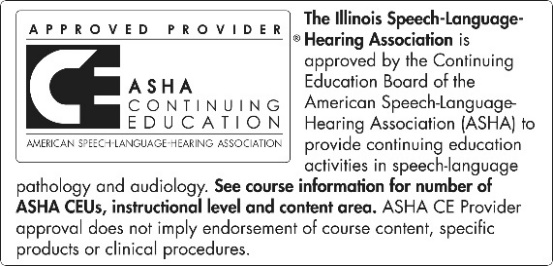 APPROVED PROVIDER
CE
ASHA
CONTINUING
EDUCATION
AMERICAN SPEECH-LANGUAGE-HEARING ASSOCIATION
®
The Illinois Speech-Language-
Hearing Association is
approved by the Continuing
Education Board of the
American Speech-Language-
Hearing Association (ASHA) to
provide continuing education
activities in speech-language
pathology and audiology. See course information for number of
ASHA CEUs, instructional level and content area. ASHA CE Provider
approval does not imply endorsement of course content, specific
products or clinical procedures.